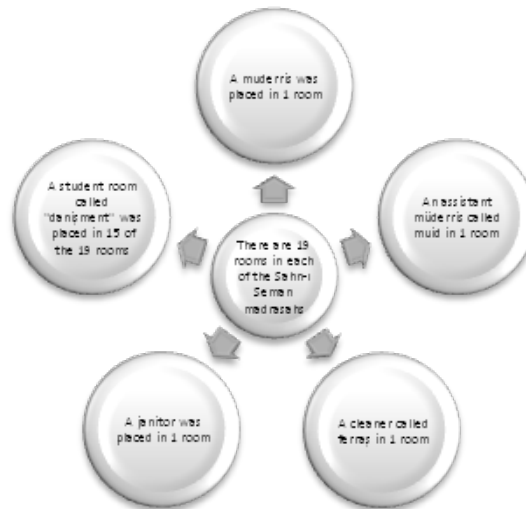 A muderris was
placed in 1 room
A student room
called
"danişment" was
placed in 15 of
the 19 rooms
An assistant
müderris called
muid in 1 room
There are 19
rooms in each
of the Sahn-ı
Seman
madrasahs
A janitor was
placed in 1 room
A cleaner called
ferraş in 1 room